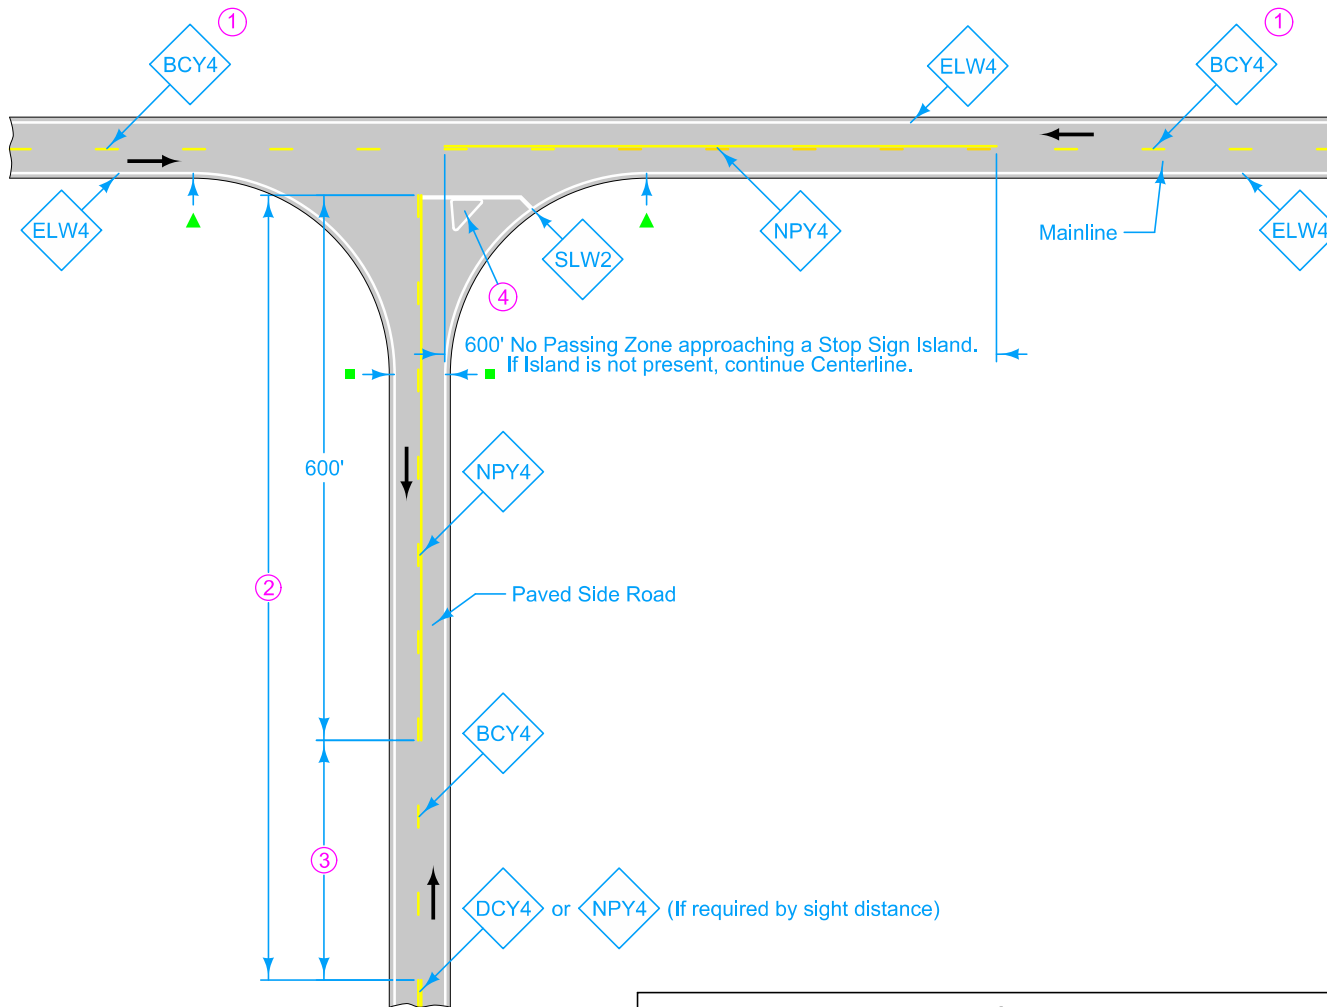 1
1
BCY4
ELW4
BCY4
ELW4
NPY4
Mainline
ELW4
SLW2
4
600' No Passing Zone approaching a Stop Sign Island.
If Island is not present, continue Centerline.
600'
NPY4
2
Paved Side Road
BCY4
3
DCY4 or NPY4 (If required by sight distance)